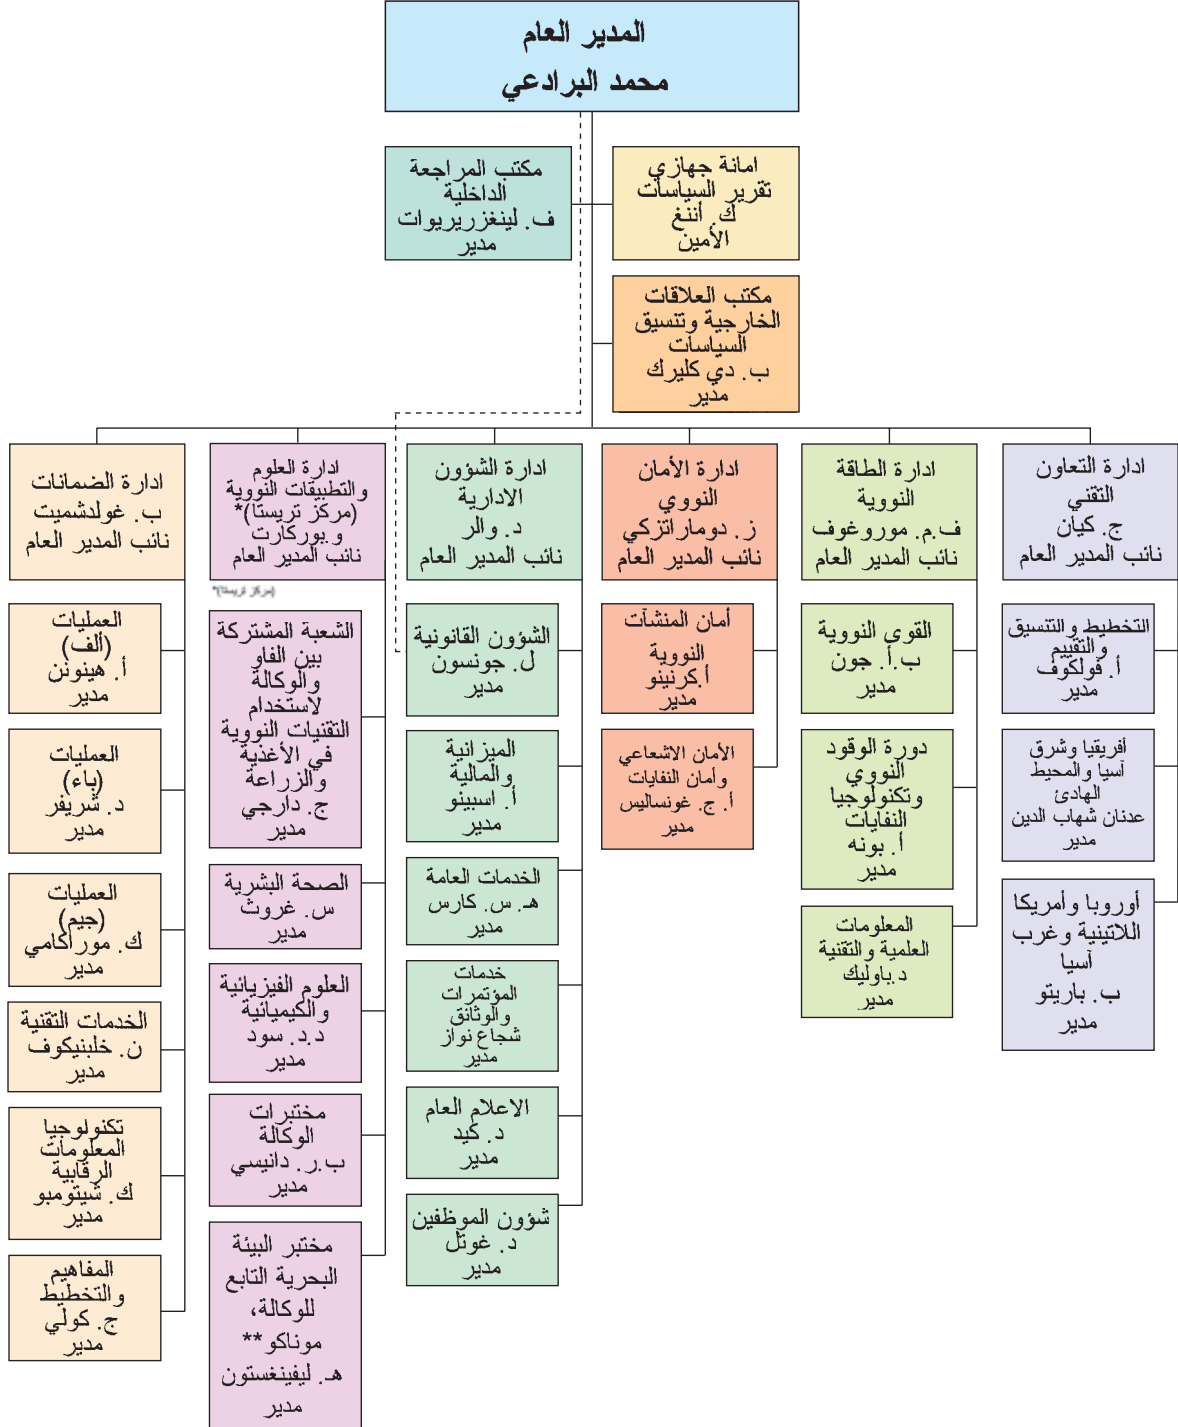 المدير العام
محمد البرادعي
امانة جهازي
تقرير السياسات
ك. أننغ
الأمين
مكتب المراجعة
الداخلية
ف. لينغزريريوات
مدير
مكتب العلاقات
الخارجية وتنسيق
السياسات
ب. دي كليرك
مدير
ادارة التعاون
التقني
ج. كيان
نائب المدير العام
ادارة الطاقة
النووية
ف.م. موروغوف
نائب المدير العام
ادارة الأمان
النووي
ز. دوماراتزكي
نائب المدير العام
ادارة الشؤون
الادارية
د. والر
نائب المدير العام
ادارة العلوم
والتطبيقات النووية
(مركز تريستا)*
و.بوركارت
نائب المدير العام
(مركز تريستا)*
ادارة الضمانات
ب. غولدشميت
نائب المدير العام
التخطيط والتنسيق
والتقييم
أ. فولكوف
مدير
أفريقيا وشرق
آسيا والمحيط
الهادئ
عدنان شهاب الدين
مدير
أوروبا وأمريكا
اللاتينية وغرب
آسيا
ب. باريتو
مدير
القوى النووية
ب.أ. جون
مدير
دورة الوقود
النووي
وتكنولوجيا
النفايات
أ. بونه
مدير
المعلومات
العلمية والتقنية
د.باوليك
مدير
أمان المنشآت
النووية
أ.كرنينو
مدير
الأمان الاشعاعي
وأمان النفايات
أ. ج. غونساليس
مدير
الشؤون القانونية
ل. جونسون
مدير
الميزانية
والمالية
أ. اسبينو
مدير
الخدمات العامة
هـ. س. كارس
مدير
خدمات
المؤتمرات
والوثائق
شجاع نواز
مدير
الاعلام العام
د. كيد
مدير
شؤون الموظفين
د. غوتل
مدير
الشعبة المشتركة
بين الفاو
والوكالة
لاستخدام
التقنيات النووية
في الأغذية
والزراعة
ج. دارجي
مدير
الصحة البشرية
س. غروث
مدير
العلوم الفيزيائية
والكيميائية
د.د. سود
مدير
مختبرات
الوكالة
ب.ر. دانيسي
مدير
مختبر البيئة
البحرية التابع
للوكالة،
موناكو **
هـ. ليفينغستون
مدير
العمليات
(ألف)
أ. هينونن
مدير
العمليات
(باء)
د. شريفر
مدير
العمليات
(جيم)
ك. موراكامي
مدير
الخدمات التقنية
ن. خلبنيكوف
مدير
تكنولوجيا
المعلومات
الرقابية
ك. شيتومبو
مدير
المفاهيم
والتخطيط
ج. كولي
مدير